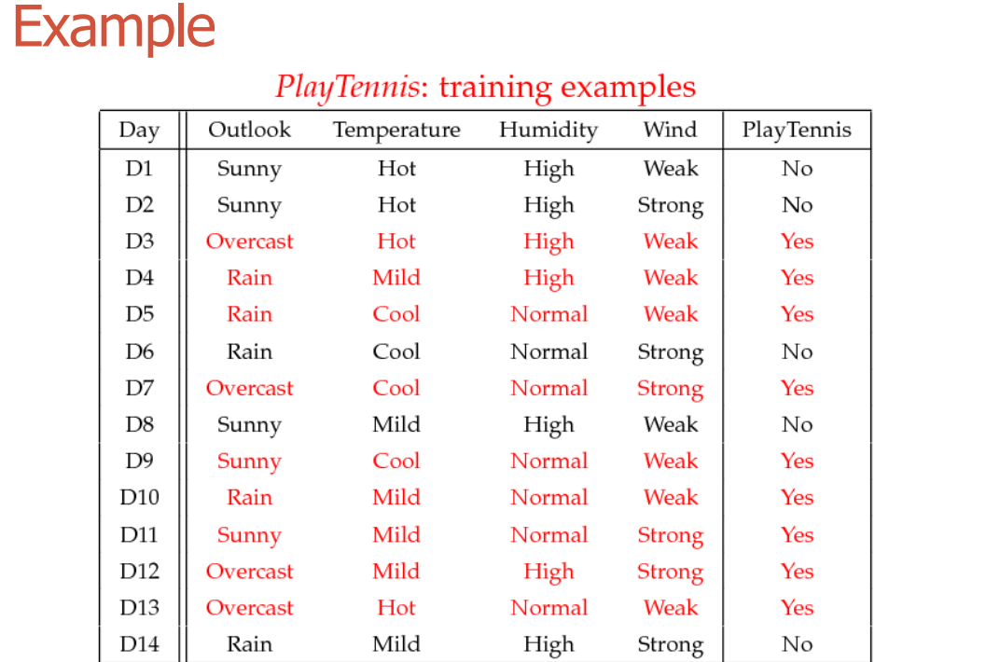 Example
PlayTennis: training examples
Day Outlook Temperature Humidity Wind PlayTennis
D1 Sunny Hot High Weak No
D2 Sunny Hot High Strong No
D3 Overcast Hot High Weak Yes
D4 Rain Mild High Weak Yes
D5 Rain Cool Normal Weak Yes
D6 Rain Cool Normal Strong No
D7 Overcast Cool Normal Strong Yes
D8 Sunny Mild High Weak No
D9 Sunny Cool Normal Weak Yes
D10 Rain Mild Normal Weak Yes
D11 Sunny Mild Normal Strong Yes
D12 Overcast Mild High Strong Yes
D13 Overcast Hot Normal Weak Yes
D14 Rain Mild High Strong No